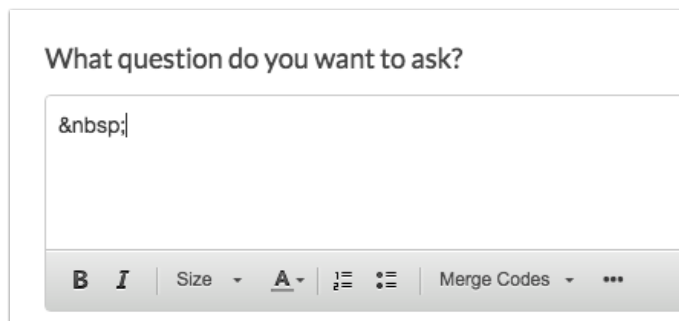 What question do you want to ask?
&nbsp;
B I Size A Merge Codes